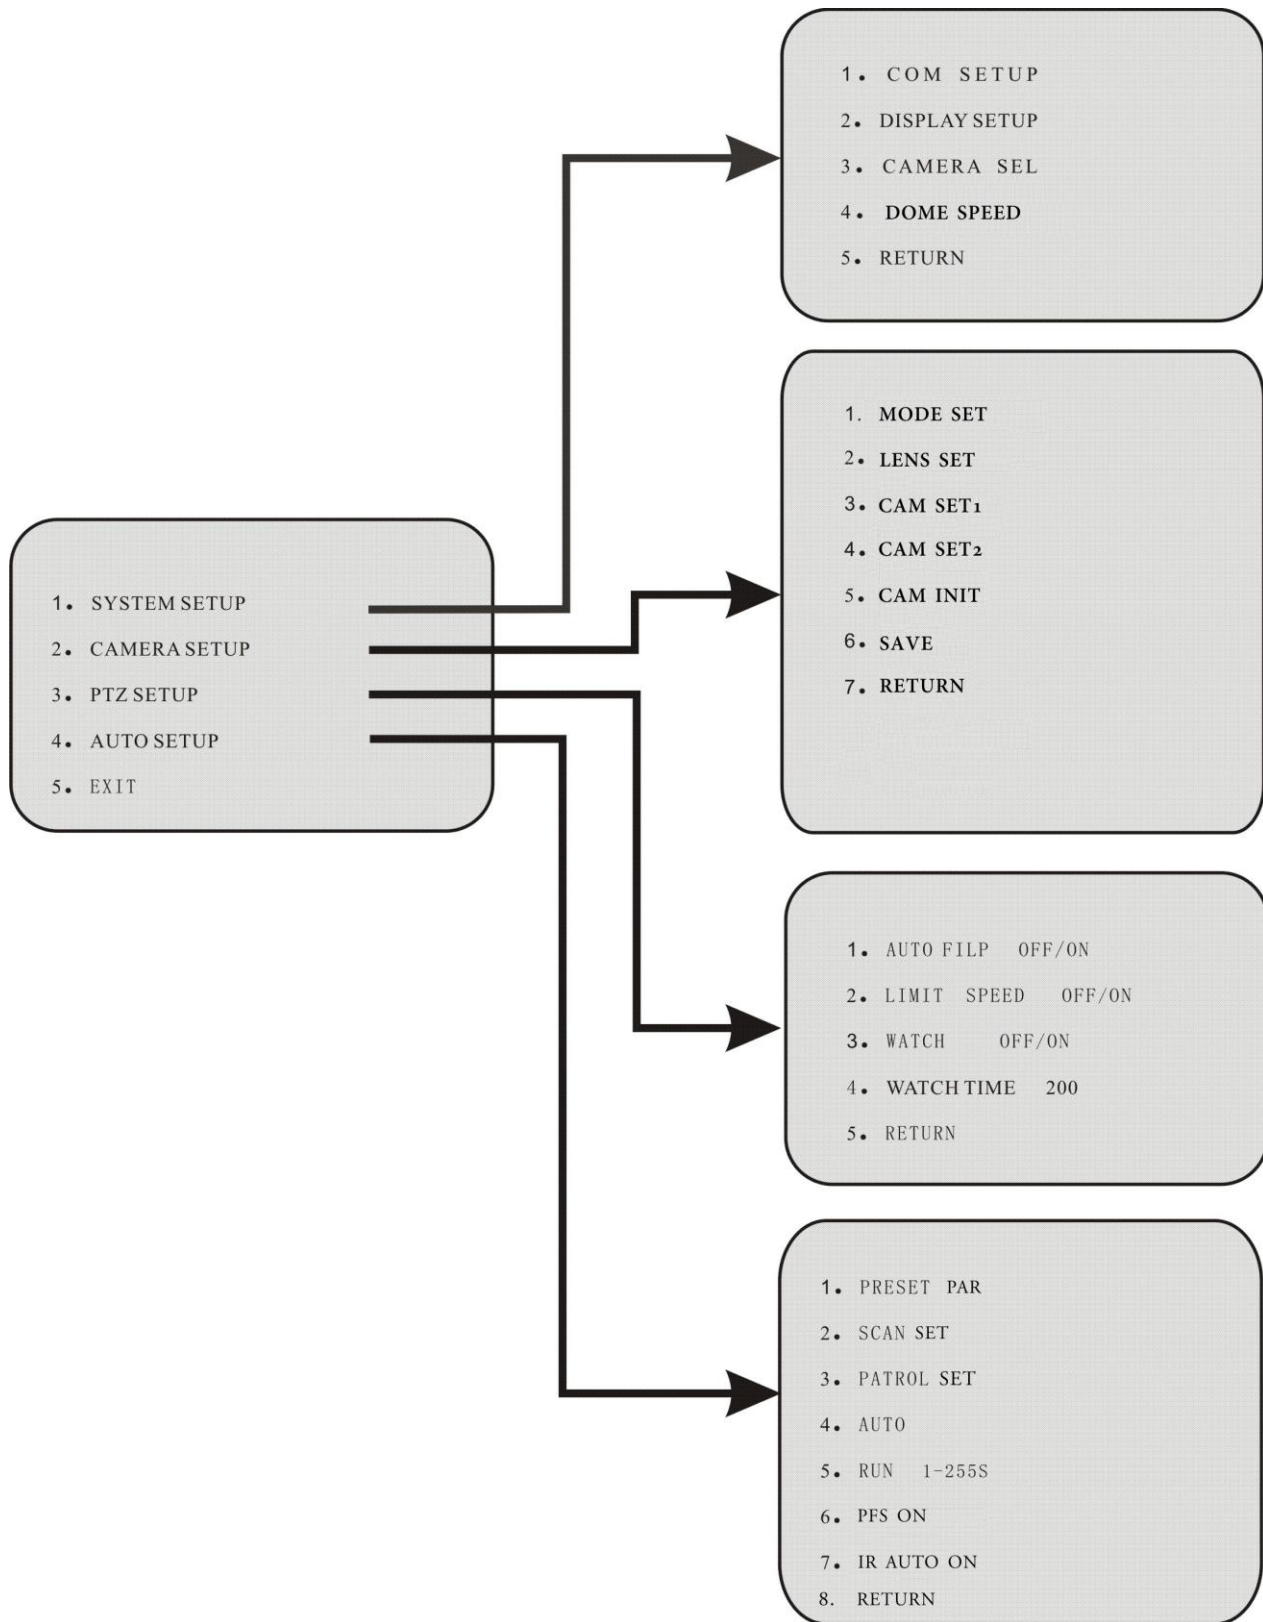 1. SYSTEM SETUP
2. CAMERA SETUP
3. PTZ SETUP
4. AUTO SETUP
5. EXIT
1. COM SETUP
2. DISPLAY SETUP
3. CAMERA SEL
4. DOME SPEED
5. RETURN
1. MODE SET
2. LENS SET
3. CAM SET1
4. CAM SET2
5. CAM INIT
6. SAVE
7. RETURN
1. AUTO FILP OFF/ON
2. LIMIT SPEED OFF/ON
3. WATCH OFF/ON
4. WATCH TIME 200
5. RETURN
1. PRESET PAR
2. SCAN SET
3. PATROL SET
4. AUTO
5. RUN 1-255S
6. PFS ON
7. IR AUTO ON
8. RETURN